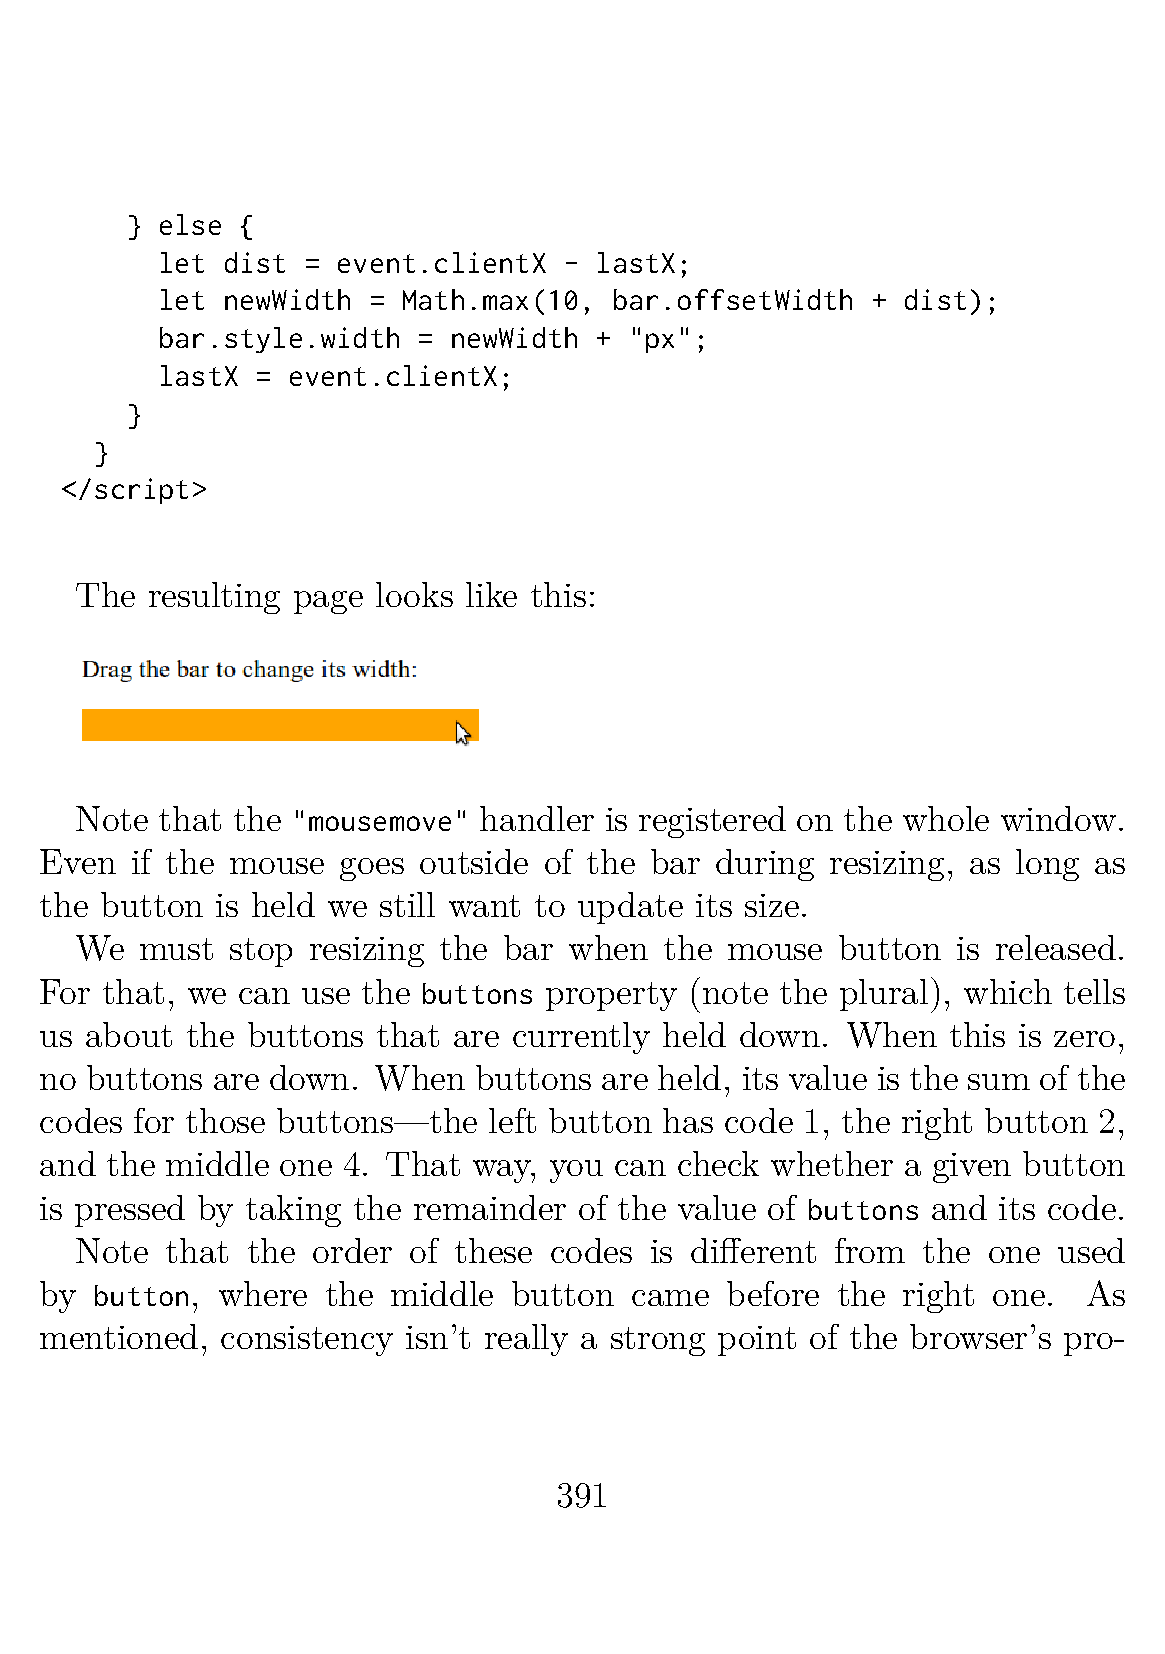 } else {
      let dist = event.clientX - lastX;
      let newWidth = Math.max(10, bar.offsetWidth + dist);
      bar.style.width = newWidth + "px";
      lastX = event.clientX;
    }
  }
</script>
The resulting page looks like this:
Drag the bar to change its width:
Note that the "mousemove" handler is registered on the whole window.
Even if the mouse goes outside of the bar during resizing, as long as
the button is held we still want to update its size.
We must stop resizing the bar when the mouse button is released.
For that, we can use the buttons property (note the plural), which tells
us about the buttons that are currently held down. When this is zero,
no buttons are down. When buttons are held, its value is the sum of the
codes for those buttons—the left button has code 1, the right button 2,
and the middle one 4. That way, you can check whether a given button
is pressed by taking the remainder of the value of buttons and its code.
Note that the order of these codes is different from the one used
by button, where the middle button came before the right one. As
mentioned, consistency isn't really a strong point of the browser's pro-
391